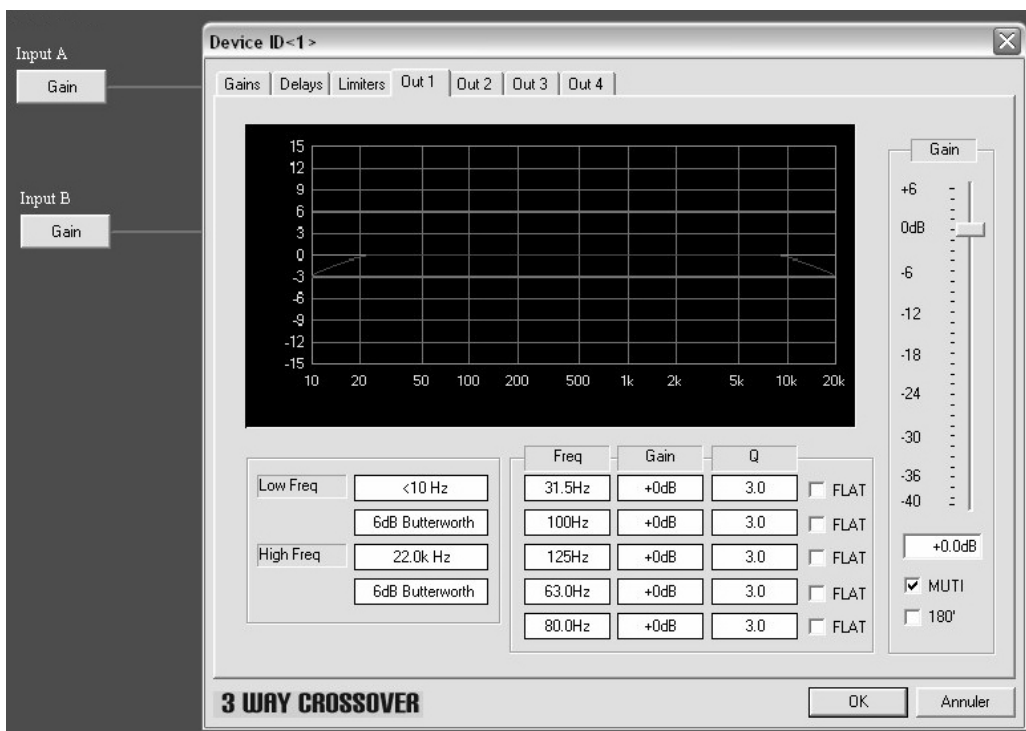 Device ID<1>
Input A
Gain
Input B
Gain
Gains Delays Limiters Out 1 Out 2 Out 3 Out 4
15
12
9
6
3
0
-3
-6
-9
-12
-15
10 20 50 100 200 500 1k 2k 5k 10k 20k
Gain
+6
0dB
-6
-12
-18
-24
-30
-36
-40
+0.0dB
MUTI
180'
Low Freq <10 Hz
6dB Butterworth
High Freq 22.0k Hz
6dB Butterworth
Freq Gain Q
31.5Hz +0dB 3.0 FLAT
100Hz +0dB 3.0 FLAT
125Hz +0dB 3.0 FLAT
63.0Hz +0dB 3.0 FLAT
80.0Hz +0dB 3.0 FLAT
3 WAY CROSSOVER
OK Annuler